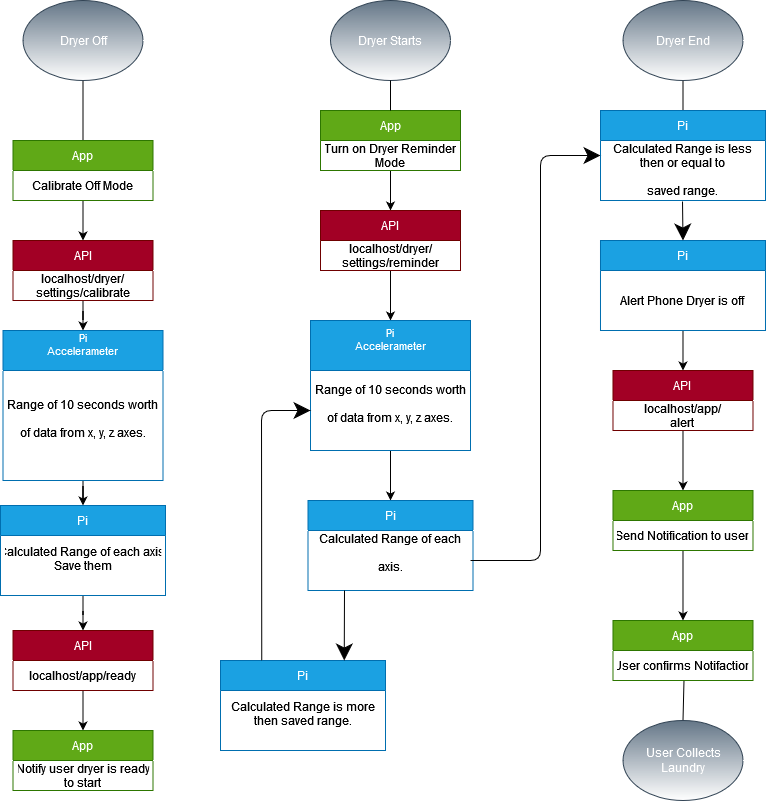 Dryer Off
App
Calibrate Off Mode
API
localhost/dryer/
settings/calibrate
Pi
Accelerameter
Range of 10 seconds worth
of data from x, y, z axes.
Pi
Calculated Range of each axis
Save them
API
localhost/app/ready
App
Notify user dryer is ready
to start
Dryer Starts
App
Turn on Dryer Reminder
Mode
API
localhost/dryer/
settings/reminder
Pi
Accelerameter
Range of 10 seconds worth
of data from x, y, z axes.
Pi
Calculated Range of each
axis.
Pi
Calculated Range is more
then saved range.
Dryer End
Pi
Calculated Range is less
then or equal to
saved range.
Pi
Alert Phone Dryer is off
API
localhost/app/
alert
App
Send Notification to user
App
User confirms Notifaction
User Collects
Laundry